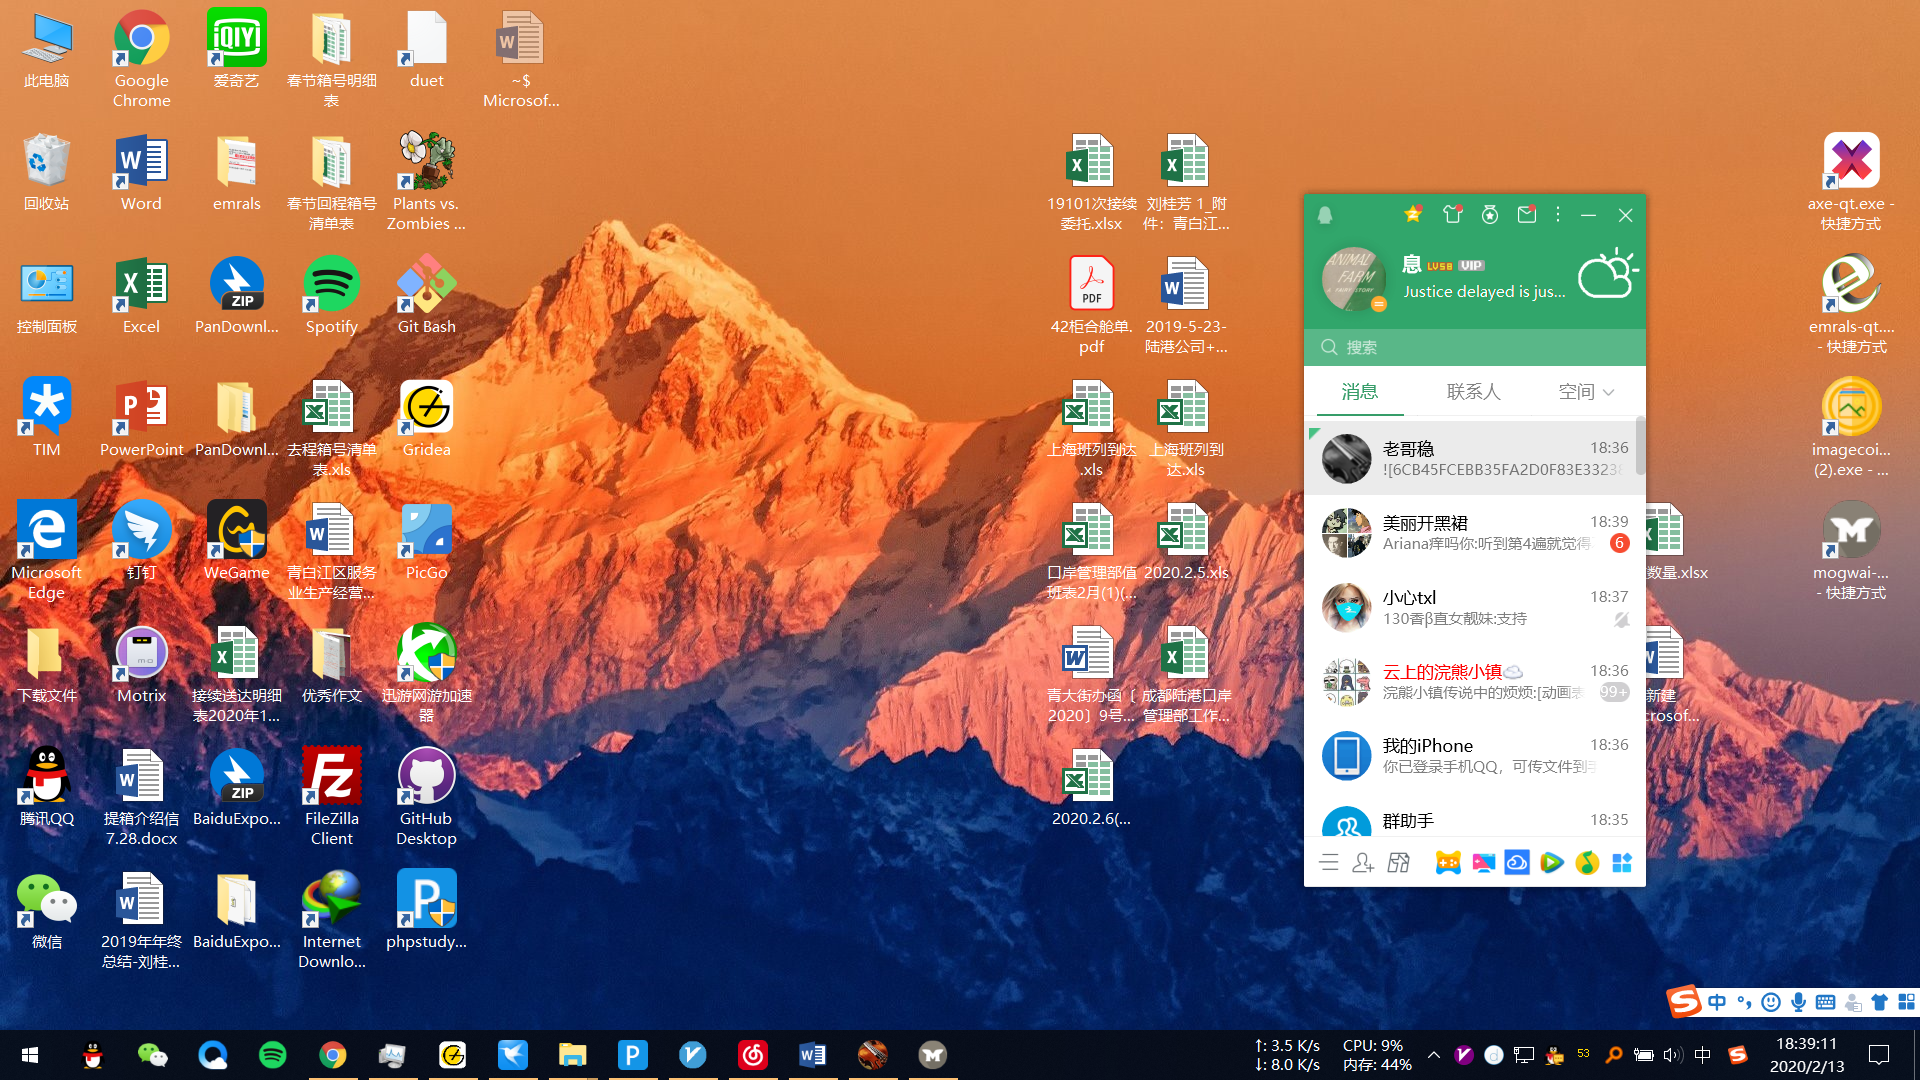 此电脑
Google
Chrome
iQIYI
爱奇艺
春节箱号明细
表
duet
~$
Microsof...
回收站
Word
emrals
春节回程箱号
清单表
Plants vs.
Zombies ...
控制面板
Excel
ZIP
PanDownl...
Spotify
Git Bash
TIM
PowerPoint
PanDownl...
去程箱号清单
表.xls
Gridea
Microsoft
Edge
钉钉
WeGame
青白江区服务
业生产经营...
PicGo
下载文件
Motrix
接续送达明细
表2020年1...
优秀作文
迅游网游加速
器
腾讯QQ
提箱介绍信
7.28.docx
ZIP
BaiduExpo...
FileZilla
Client
GitHub
Desktop
微信
2019年年终
总结-刘桂...
BaiduExpo...
Internet
Downlo...
phpstudy...
19101次接续
委托.xlsx
刘桂芳 1_附
件：青白江...
PDF
42柜合舱单.
pdf
2019-5-23-
陆港公司+...
上海班列到达
.xls
上海班列到
达.xls
口岸管理部值
班表2月(1)(...
2020.2.5.xls
青大街办函〔
2020〕9号...
成都陆港口岸
管理部工作...
2020.2.6(...
数量.xlsx
新建
crosof...
axe-qt.exe -
快捷方式
emrals-qt....
- 快捷方式
imagecoi...
(2).exe - ...
mogwai-...
- 快捷方式
ANIMAL
FARM
息 LV58 VIP
Justice delayed is jus...
搜索
消息 联系人 空间
老哥稳 18:36
![6CB45FCEBB35FA2D0F83E33238
美丽开黑裙 18:39
Ariana痒吗你:听到第4遍就觉得 6
小心txl 18:37
130香β直女靓妹:支持
云上的浣熊小镇 18:36
浣熊小镇传说中的烦烦:[动画表 99+
我的iPhone 18:36
你已登录手机QQ，可传文件到手
群助手 18:35
中
↑: 3.5 K/s CPU: 9%
↓: 8.0 K/s 内存: 44%
53
中
18:39:11
2020/2/13